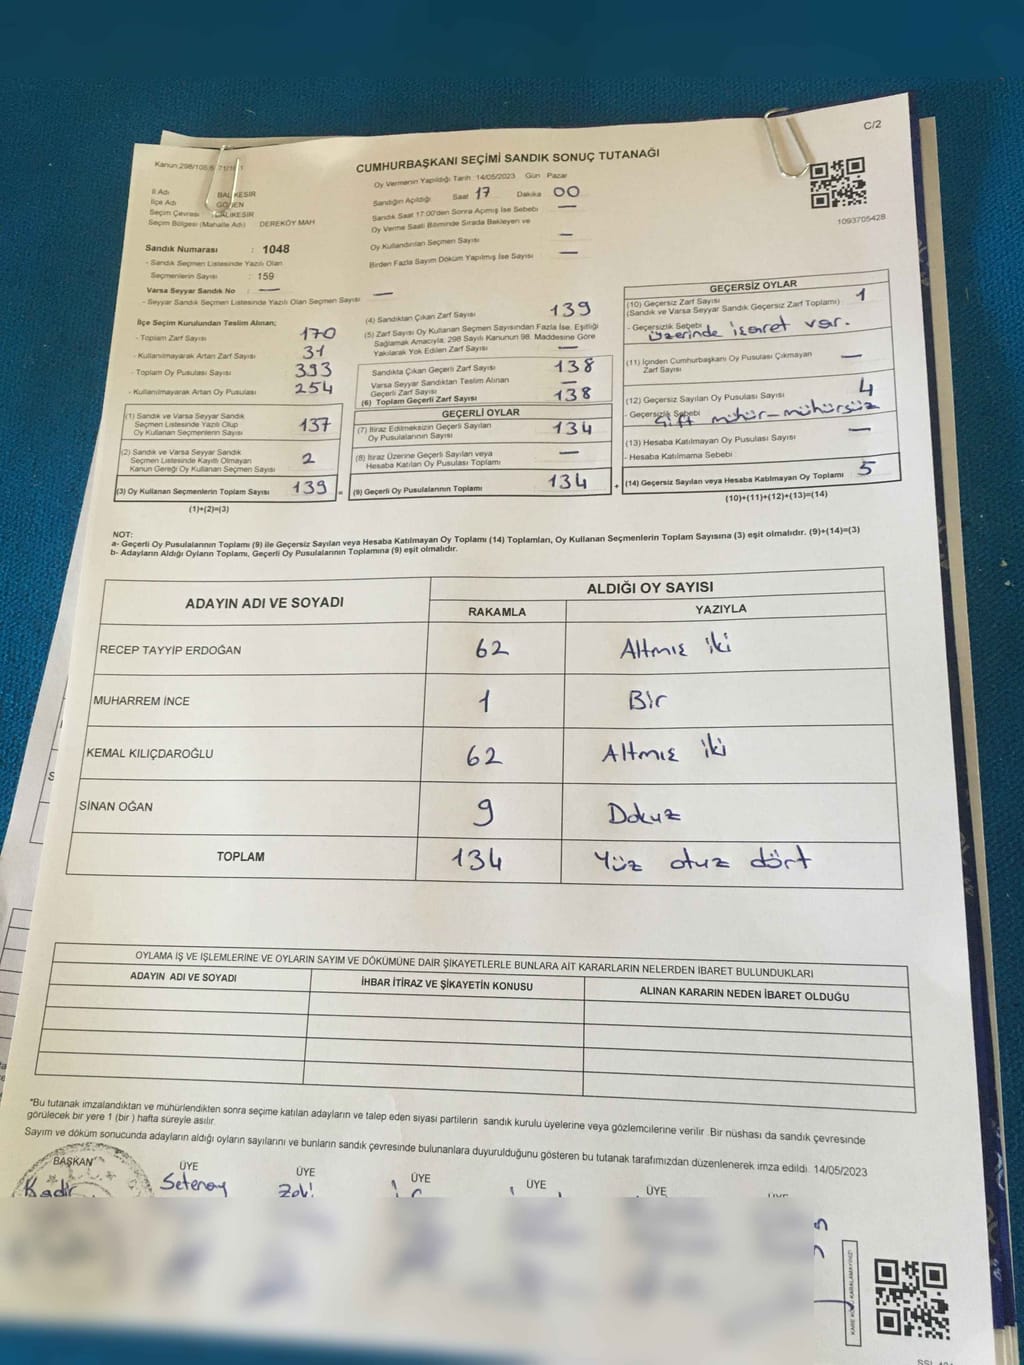 C/2
Kanun:298/105,
CUMHURBAŞKANI SEÇİMİ SANDIK SONUÇ TUTANAĞI
Oy Vermenin Yapıldığı Tarih :14/05/2023 Gün Pazar
Sandığın Açıldığı Saat 17 Dakika 00
Sandık Saat 17:00'den Sonra Açımış İse Sebebi —
Oy Verme Saati Bitiminde Sırada Bekleyen ve
Oy Kullandırılan Seçmen Sayısı —
Birden Fazla Sayım Döküm Yapılmış İse Sayısı —
1093705428
İl Adı BALIKESİR
İlçe Adı GÖNEN
Seçim Çevresi BALIKESİR
Seçim Bölgesi (Mahalle Adı) DEREKÖY MAH
Sandık Numarası : 1048
- Sandık Seçmen Listesinde Yazılı Olan
Seçmenlerin Sayısı : 159
Varsa Seyyar Sandık No : —
- Seyyar Sandık Seçmen Listesinde Yazılı Olan Seçmen Sayısı : —
İlçe Seçim Kurulundan Teslim Alınan;
- Toplam Zarf Sayısı 170
- Kullanılmayarak Artan Zarf Sayısı 31
- Toplam Oy Pusulası Sayısı 393
- Kullanılmayarak Artan Oy Pusulası 254
(1) Sandık ve Varsa Seyyar Sandık
Seçmen Listesinde Yazılı Olup
Oy Kullanan Seçmenlerin Sayısı 137
(2) Sandık ve Varsa Seyyar Sandık
Seçmen Listesinde Kayıtlı Olmayan
Kanun Gereği Oy Kullanan Seçmen Sayısı 2
(3) Oy Kullanan Seçmenlerin Toplam Sayısı 139 =
(1)+(2)=(3)
(4) Sandıktan Çıkan Zarf Sayısı 139
(5) Zarf Sayısı Oy Kullanan Seçmen Sayısından Fazla İse, Eşitliği
Sağlamak Amacıyla, 298 Sayılı Kanunun 98. Maddesine Göre
Yakılarak Yok Edilen Zarf Sayısı —
Sandıkta Çıkan Geçerli Zarf Sayısı 138
Varsa Seyyar Sandıktan Teslim Alınan
Geçerli Zarf Sayısı —
(6) Toplam Geçerli Zarf Sayısı 138
GEÇERLİ OYLAR
(7) İtiraz Edilmeksizin Geçerli Sayılan
Oy Pusulalarının Sayısı 134
(8) İtiraz Üzerine Geçerli Sayılan veya
Hesaba Katılan Oy Pusulası Toplamı —
(9) Geçerli Oy Pusulalarının Toplamı 134 +
GEÇERSİZ OYLAR
(10) Geçersiz Zarf Sayısı 1
(Sandık ve Varsa Seyyar Sandık Geçersiz Zarf Toplamı)
- Geçersizlik Sebebi
üzerinde işaret var.
(11) İçinden Cumhurbaşkanı Oy Pusulası Çıkmayan
Zarf Sayısı —
(12) Geçersiz Sayılan Oy Pusulası Sayısı 4
- Geçersizlik Sebebi
Çift mühür-mühürsüz
(13) Hesaba Katılmayan Oy Pusulası Sayısı —
- Hesaba Katılmama Sebebi
(14) Geçersiz Sayılan veya Hesaba Katılmayan Oy Toplamı 5
(10)+(11)+(12)+(13)=(14)
NOT:
a- Geçerli Oy Pusulalarının Toplamı (9) ile Geçersiz Sayılan veya Hesaba Katılmayan Oy Toplamı (14) Toplamları, Oy Kullanan Seçmenlerin Toplam Sayısına (3) eşit olmalıdır. (9)+(14)=(3)
b- Adayların Aldığı Oyların Toplamı, Geçerli Oy Pusulalarının Toplamına (9) eşit olmalıdır.
ADAYIN ADI VE SOYADI ALDIĞI OY SAYISI
RAKAMLA YAZIYLA
RECEP TAYYİP ERDOĞAN 62 Altmış iki
MUHARREM İNCE 1 Bir
KEMAL KILIÇDAROĞLU 62 Altmış iki
SİNAN OĞAN 9 Dokuz
TOPLAM 134 Yüz otuz dört
OYLAMA İŞ VE İŞLEMLERİNE VE OYLARIN SAYIM VE DÖKÜMÜNE DAİR ŞİKAYETLERLE BUNLARA AİT KARARLARIN NELERDEN İBARET BULUNDUKLARI
ADAYIN ADI VE SOYADI İHBAR İTİRAZ VE ŞİKAYETİN KONUSU ALINAN KARARIN NEDEN İBARET OLDUĞU
*Bu tutanak imzalandıktan ve mühürlendikten sonra seçime katılan adayların ve talep eden siyasi partilerin sandık kurulu üyelerine veya gözlemcilerine verilir. Bir nüshası da sandık çevresinde
görülecek bir yere 1 (bir ) hafta süreyle asılır.
Sayım ve döküm sonucunda adayların aldığı oyların sayılarını ve bunların sandık çevresinde bulunanlara duyurulduğunu gösteren bu tutanak tarafımızdan düzenlenerek imza edildi. 14/05/2023
BAŞKAN ÜYE ÜYE ÜYE ÜYE ÜYE ÜYE
Kadir Setenay